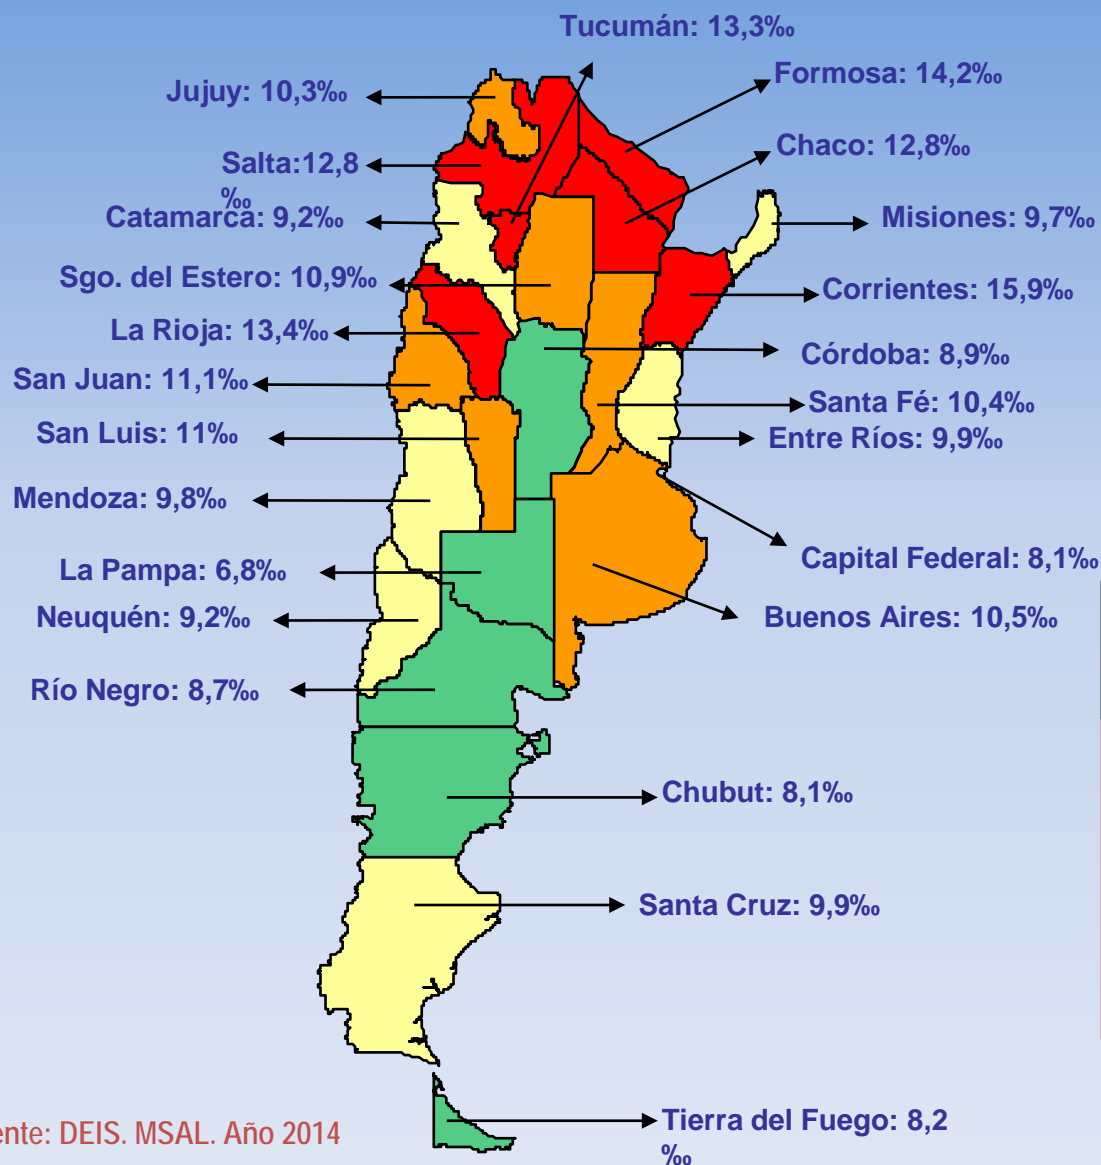 Tucumán: 13,3‰
Jujuy: 10,3‰
Formosa: 14,2‰
Salta:12,8
‰
Chaco: 12,8‰
Catamarca: 9,2‰
Misiones: 9,7‰
Sgo. del Estero: 10,9‰
Corrientes: 15,9‰
La Rioja: 13,4‰
Córdoba: 8,9‰
San Juan: 11,1‰
Santa Fé: 10,4‰
San Luis: 11‰
Entre Ríos: 9,9‰
Mendoza: 9,8‰
Capital Federal: 8,1‰
La Pampa: 6,8‰
Neuquén: 9,2‰
Buenos Aires: 10,5‰
Río Negro: 8,7‰
Chubut: 8,1‰
Santa Cruz: 9,9‰
Tierra del Fuego: 8,2
‰
ente: DEIS. MSAL. Año 2014